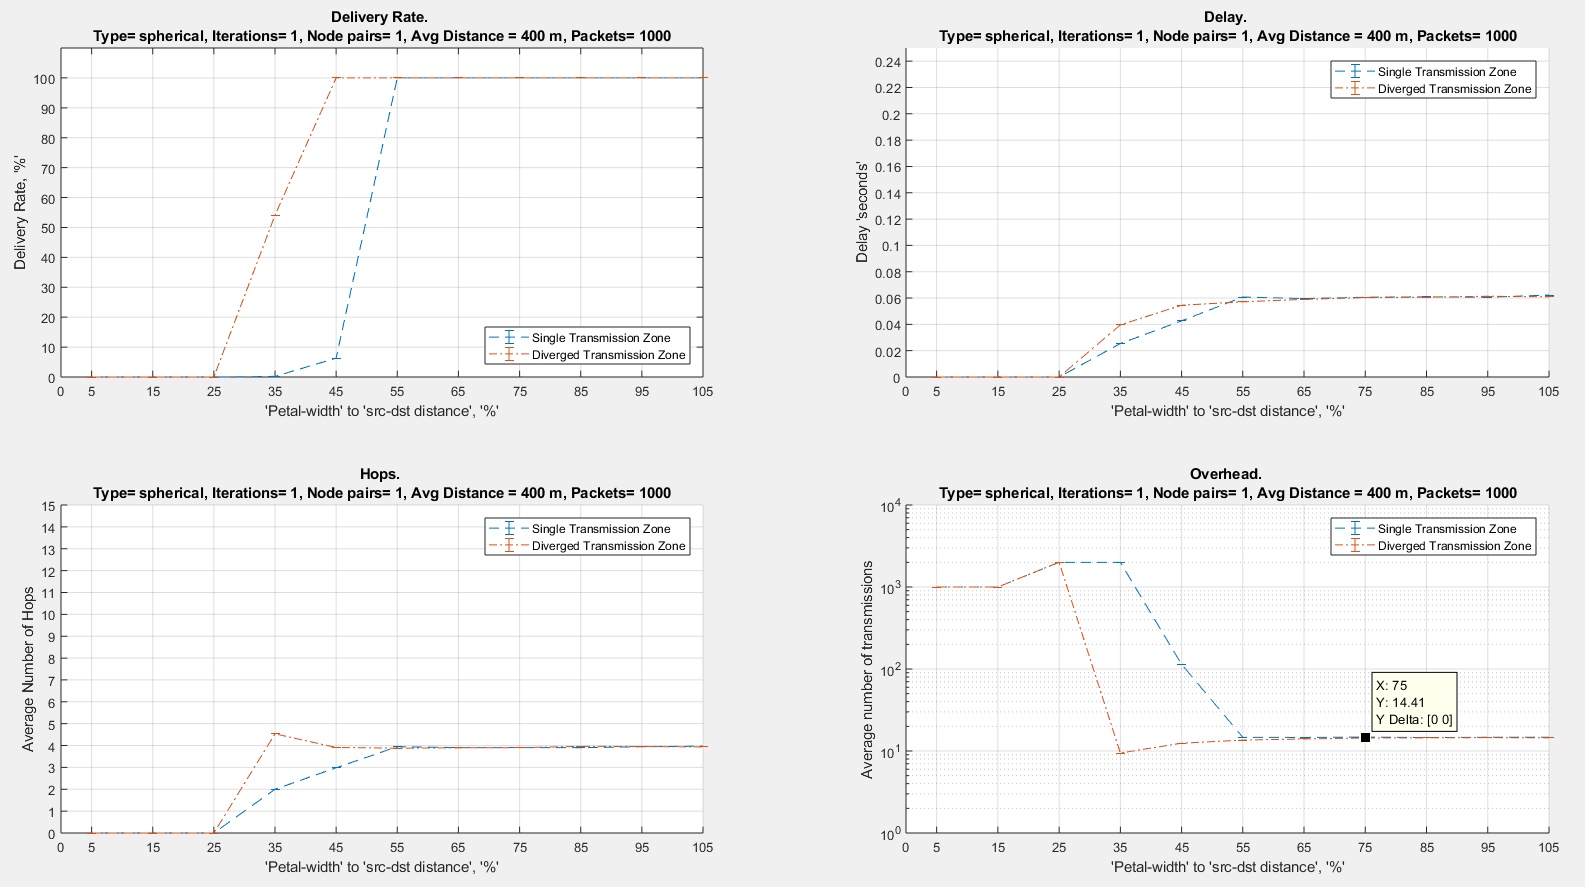 Delivery Rate.
Type= spherical, Iterations= 1, Node pairs= 1, Avg Distance = 400 m, Packets= 1000
Delivery Rate, '%'
100
90
80
70
60
50
40
30
20
10
0
Single Transmission Zone
Diverged Transmission Zone
0 5 15 25 35 45 55 65 75 85 95 105
'Petal-width' to 'src-dst distance', '%'
Delay.
Type= spherical, Iterations= 1, Node pairs= 1, Avg Distance = 400 m, Packets= 1000
Delay 'seconds'
0.24
0.22
0.2
0.18
0.16
0.14
0.12
0.1
0.08
0.06
0.04
0.02
0
Single Transmission Zone
Diverged Transmission Zone
0 5 15 25 35 45 55 65 75 85 95 105
'Petal-width' to 'src-dst distance', '%'
Hops.
Type= spherical, Iterations= 1, Node pairs= 1, Avg Distance = 400 m, Packets= 1000
Average Number of Hops
15
14
13
12
11
10
9
8
7
6
5
4
3
2
1
0
Single Transmission Zone
Diverged Transmission Zone
0 5 15 25 35 45 55 65 75 85 95 105
'Petal-width' to 'src-dst distance', '%'
Overhead.
Type= spherical, Iterations= 1, Node pairs= 1, Avg Distance = 400 m, Packets= 1000
Average number of transmissions
10^4
10^3
10^2
10^1
10^0
Single Transmission Zone
Diverged Transmission Zone
X: 75
Y: 14.41
Y Delta: [0 0]
0 5 15 25 35 45 55 65 75 85 95 105
'Petal-width' to 'src-dst distance', '%'